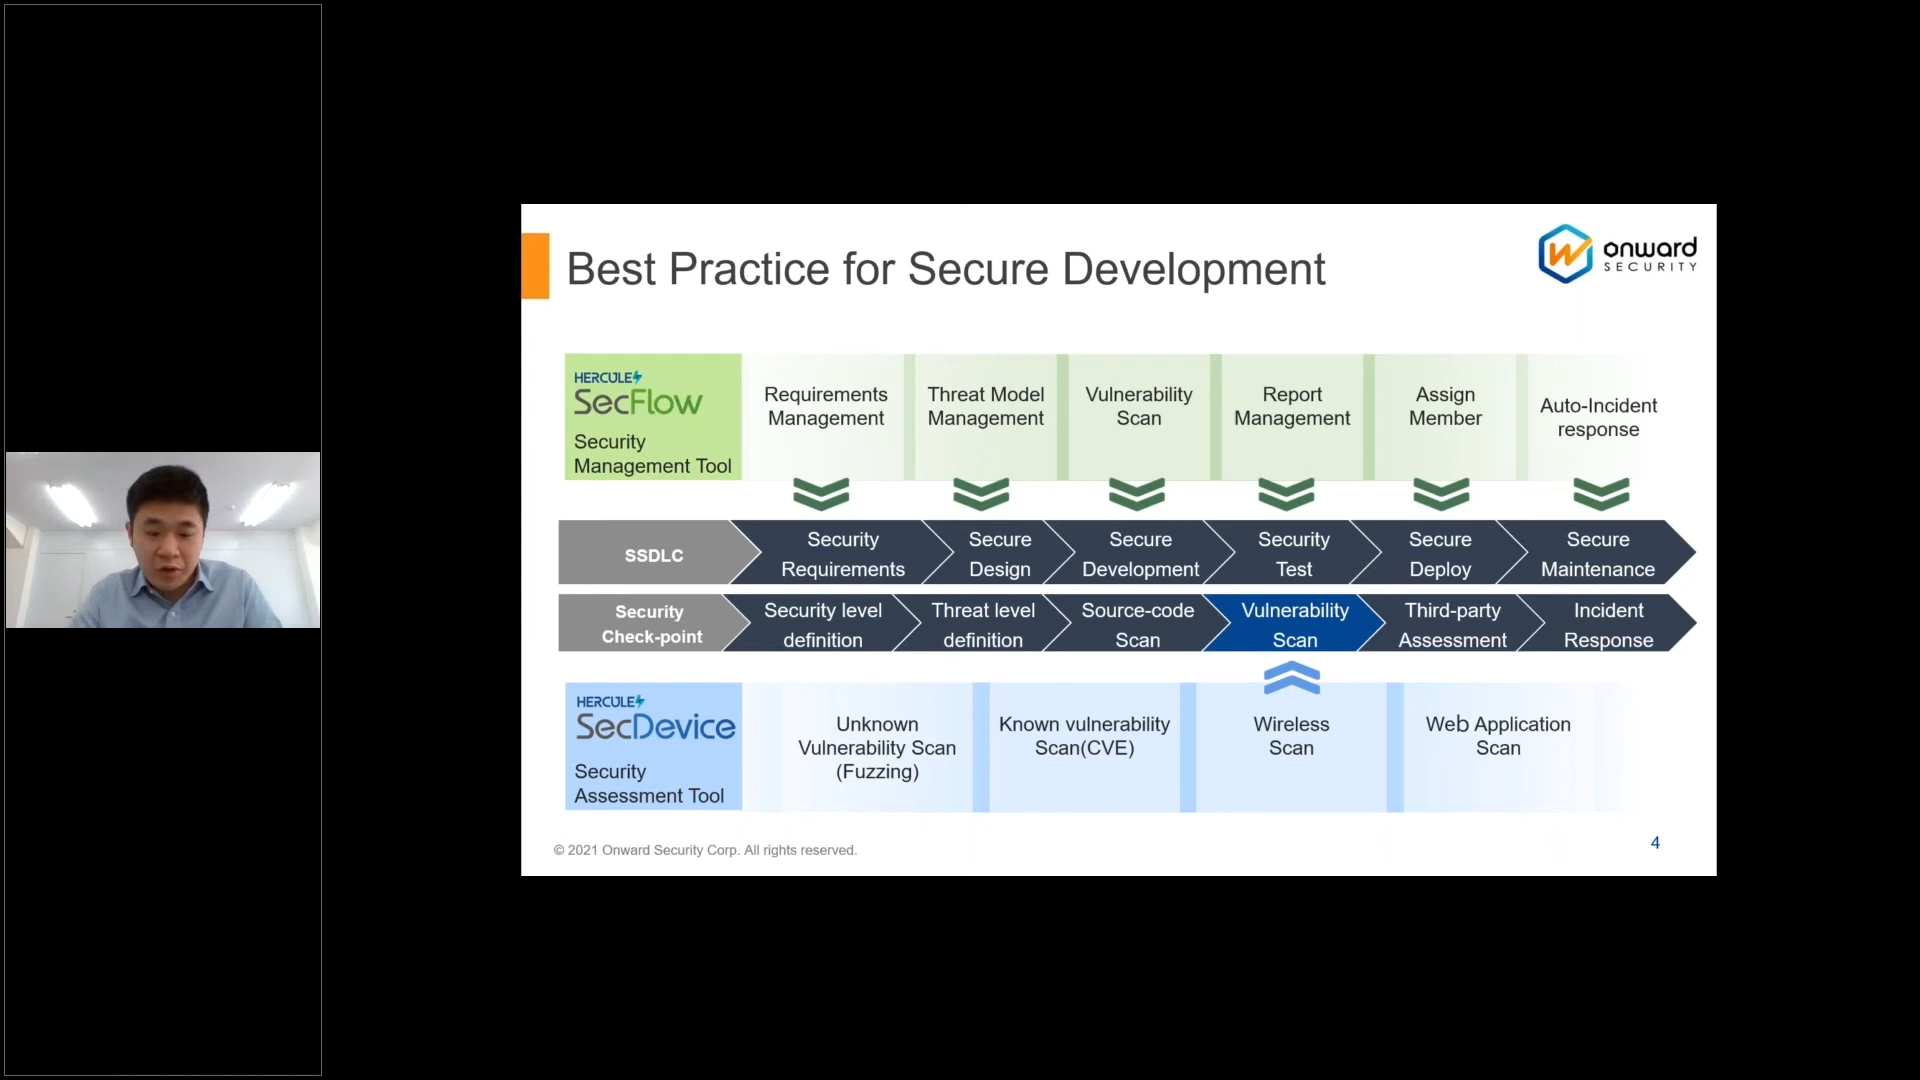 Best Practice for Secure Development
onward
SECURITY
HERCULES
SecFlow
Security
Management Tool
Requirements
Management
Threat Model
Management
Vulnerability
Scan
Report
Management
Assign
Member
Auto-Incident
response
SSDLC
Security
Requirements
Secure
Design
Secure
Development
Security
Test
Secure
Deploy
Secure
Maintenance
Security
Check-point
Security level
definition
Threat level
definition
Source-code
Scan
Vulnerability
Scan
Third-party
Assessment
Incident
Response
HERCULES
SecDevice
Security
Assessment Tool
Unknown
Vulnerability Scan
(Fuzzing)
Known vulnerability
Scan(CVE)
Wireless
Scan
Web Application
Scan
© 2021 Onward Security Corp. All rights reserved.
4